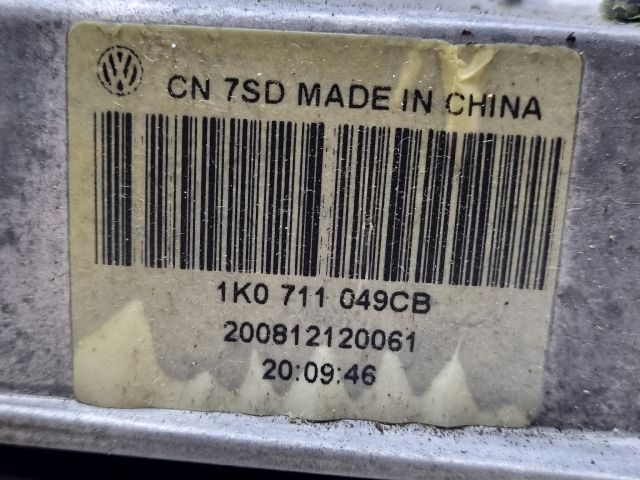 CN 7SD MADE IN CHINA
1K0 711 049CB
200812120061
20:09:46